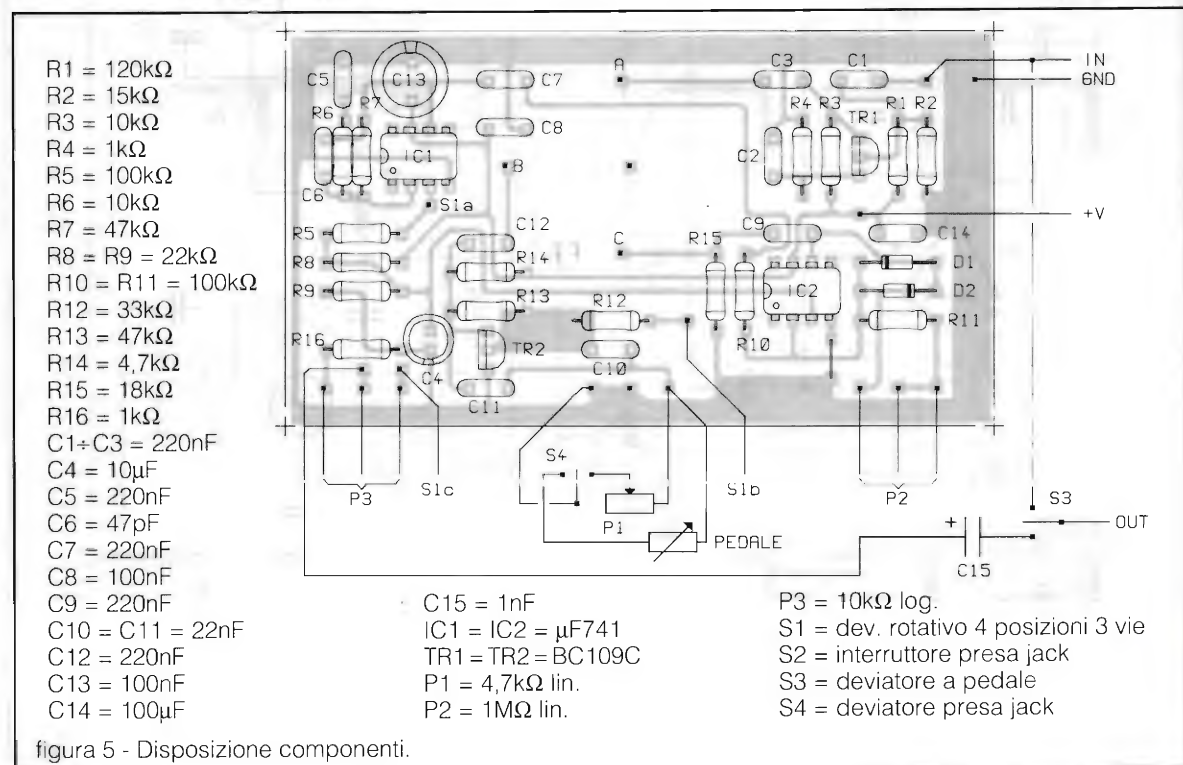 R1 = 120kΩ
R2 = 15kΩ
R3 = 10kΩ
R4 = 1kΩ
R5 = 100kΩ
R6 = 10kΩ
R7 = 47kΩ
R8 = R9 = 22kΩ
R10 = R11 = 100kΩ
R12 = 33kΩ
R13 = 47kΩ
R14 = 4,7kΩ
R15 = 18kΩ
R16 = 1kΩ
C1÷C3 = 220nF
C4 = 10µF
C5 = 220nF
C6 = 47pF
C7 = 220nF
C8 = 100nF
C9 = 220nF
C10 = C11 = 22nF
C12 = 220nF
C13 = 100nF
C14 = 100µF
C15 = 1nF
IC1 = IC2 = µF741
TR1 = TR2 = BC109C
P1 = 4,7kΩ lin.
P2 = 1MΩ lin.
P3 = 10kΩ log.
S1 = dev. rotativo 4 posizioni 3 vie
S2 = interruttore presa jack
S3 = deviatore a pedale
S4 = deviatore presa jack
C5
C13
C7
A
C3
C1
IN
GND
R6
R7
C8
R4
R3
TR1
R1
R2
IC1
B
C2
C6
S1a
+V
R5
C12
C
R15
C9
C14
R8
R14
D1
R9
R13
R12
IC2
D2
R16
TR2
R10
R11
C4
C10
C11
P3
S1c
S4
P1
S1b
P2
S3
OUT
PEDALE
+
C15
figura 5 - Disposizione componenti.